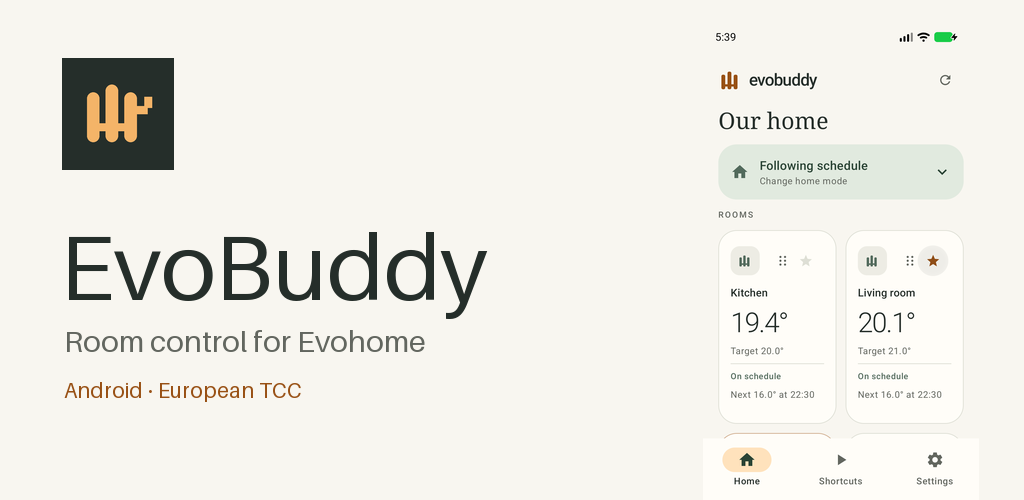 EvoBuddy
Room control for Evohome
Android · European TCC
5:39
evobuddy
Our home
Following schedule
Change home mode
ROOMS
Kitchen
19.4°
Target 20.0°
On schedule
Next 16.0° at 22:30
Living room
20.1°
Target 21.0°
On schedule
Next 16.0° at 22:30
Home
Shortcuts
Settings